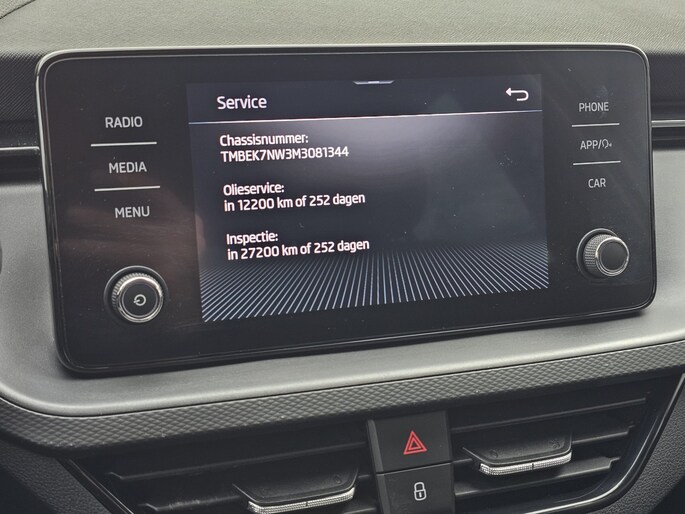 Service
Chassisnummer:
TMBEK7NW3M3081344
Olieservice:
in 12200 km of 252 dagen
Inspectie:
in 27200 km of 252 dagen
RADIO
MEDIA
MENU
PHONE
APP/
CAR